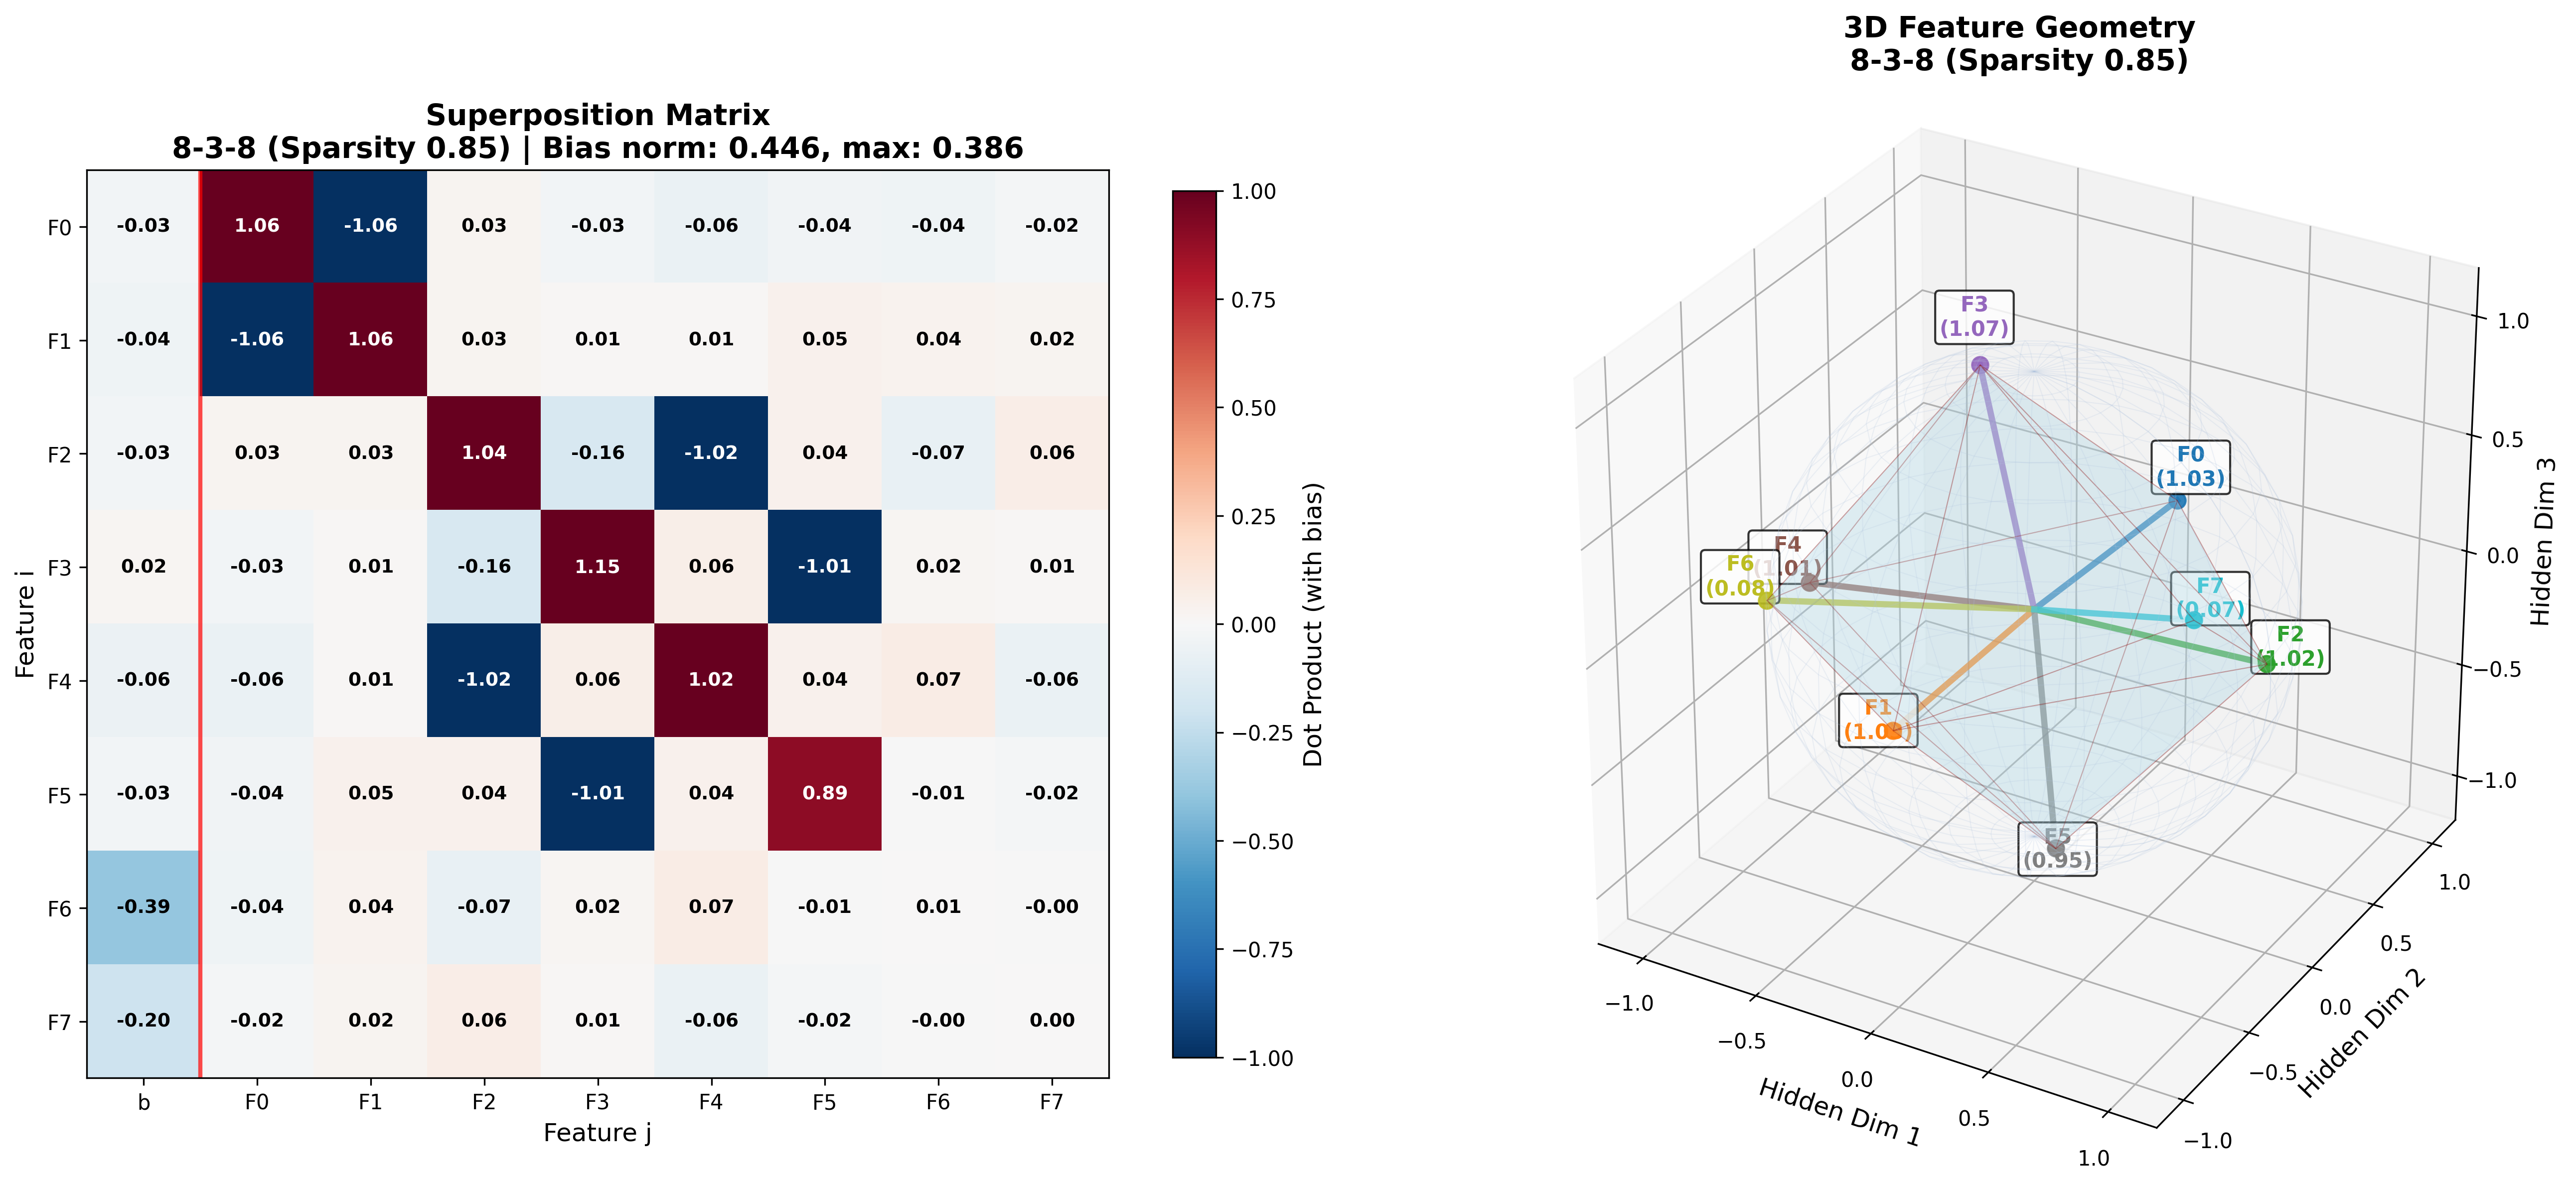 Superposition Matrix
8-3-8 (Sparsity 0.85) | Bias norm: 0.446, max: 0.386
F0 -0.03 1.06 -1.06 0.03 -0.03 -0.06 -0.04 -0.04 -0.02
F1 -0.04 -1.06 1.06 0.03 0.01 0.01 0.05 0.04 0.02
F2 -0.03 0.03 0.03 1.04 -0.16 -1.02 0.04 -0.07 0.06
F3 0.02 -0.03 0.01 -0.16 1.15 0.06 -1.01 0.02 0.01
F4 -0.06 -0.06 0.01 -1.02 0.06 1.02 0.04 0.07 -0.06
F5 -0.03 -0.04 0.05 0.04 -1.01 0.04 0.89 -0.01 -0.02
F6 -0.39 -0.04 0.04 -0.07 0.02 0.07 -0.01 0.01 -0.00
F7 -0.20 -0.02 0.02 0.06 0.01 -0.06 -0.02 -0.00 0.00
b F0 F1 F2 F3 F4 F5 F6 F7
Feature j
Feature i
1.00
0.75
0.50
0.25
0.00
−0.25
−0.50
−0.75
−1.00
Dot Product (with bias)
3D Feature Geometry
8-3-8 (Sparsity 0.85)
F3
(1.07)
F0
(1.03)
F4
F6
(0.08)
F7
(0.07)
F2
(1.02)
F1
F5
(0.95)
1.0
0.5
0.0
−0.5
−1.0
Hidden Dim 3
−1.0
−0.5
0.0
0.5
1.0
Hidden Dim 1
1.0
0.5
0.0
−0.5
−1.0
Hidden Dim 2